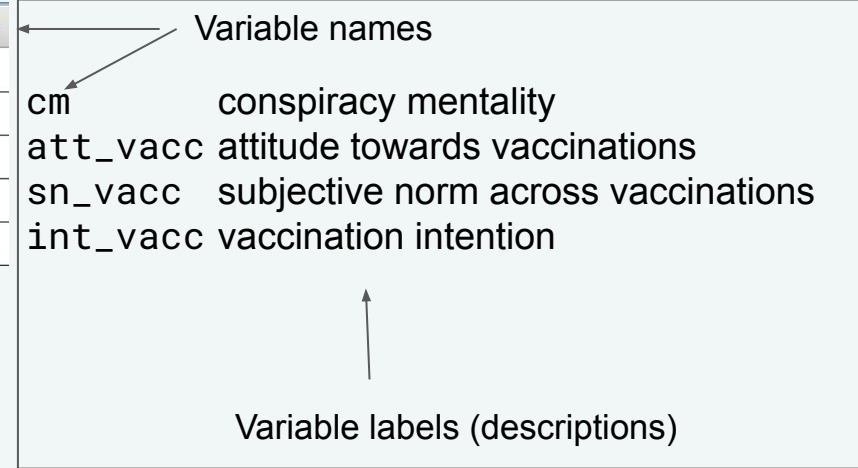 Variable names
cm conspiracy mentality
att_vacc attitude towards vaccinations
sn_vacc subjective norm across vaccinations
int_vacc vaccination intention
Variable labels (descriptions)